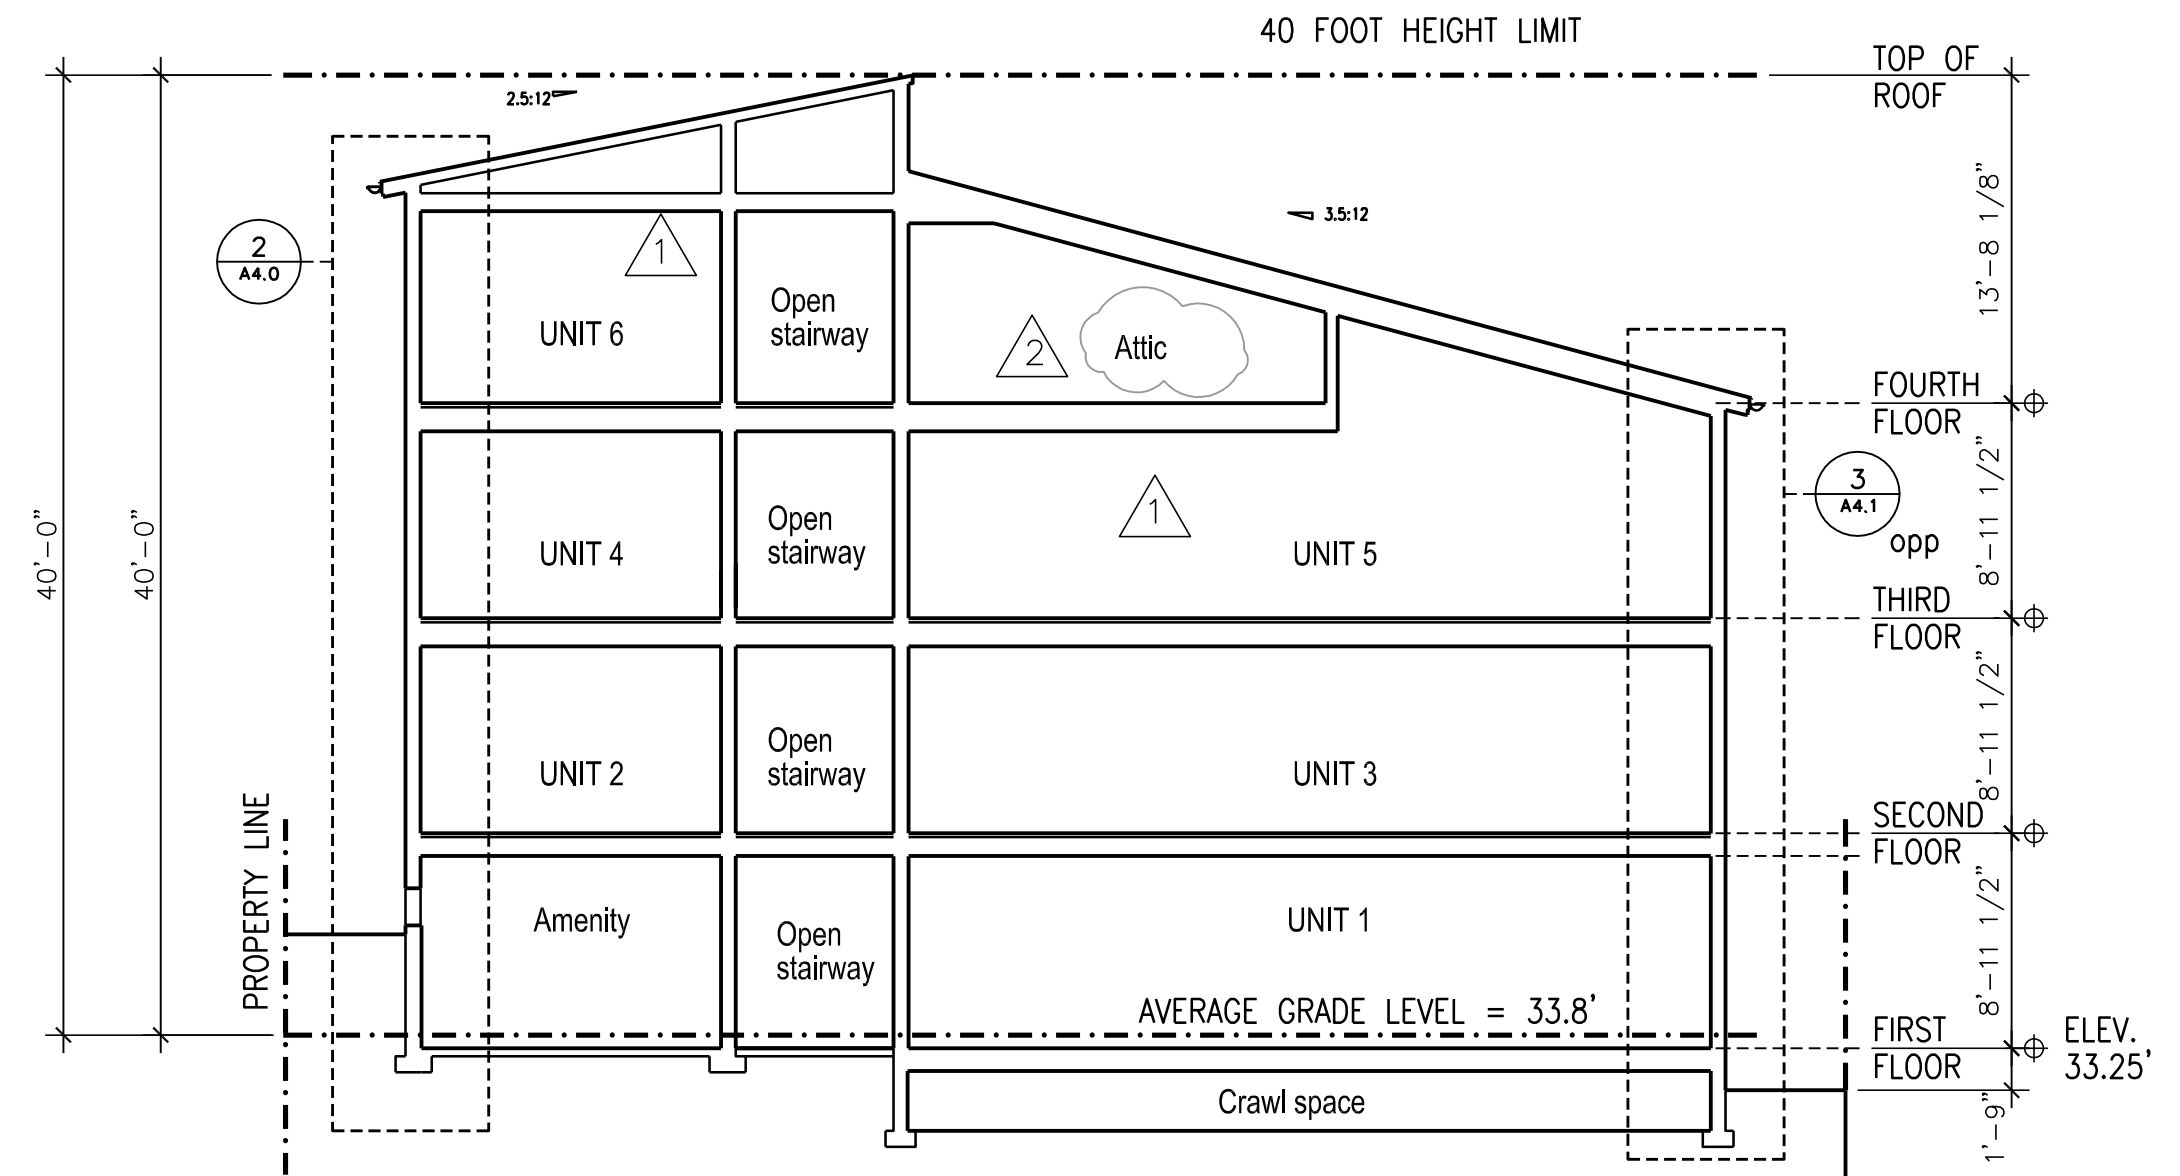 40 FOOT HEIGHT LIMIT
TOP OF
ROOF
2.5:12
3.5:12
13'-8 1/8"
2
A4.0
1
UNIT 6
Open
stairway
2
Attic
FOURTH
FLOOR
8'-11 1/2"
3
A4.1
opp
40'-0"
40'-0"
UNIT 4
Open
stairway
1
UNIT 5
THIRD
FLOOR
8'-11 1/2"
UNIT 2
Open
stairway
UNIT 3
SECOND
FLOOR
8'-11 1/2"
PROPERTY LINE
Amenity
Open
stairway
UNIT 1
AVERAGE GRADE LEVEL = 33.8'
FIRST
FLOOR
ELEV.
33.25'
Crawl space
1'-9"